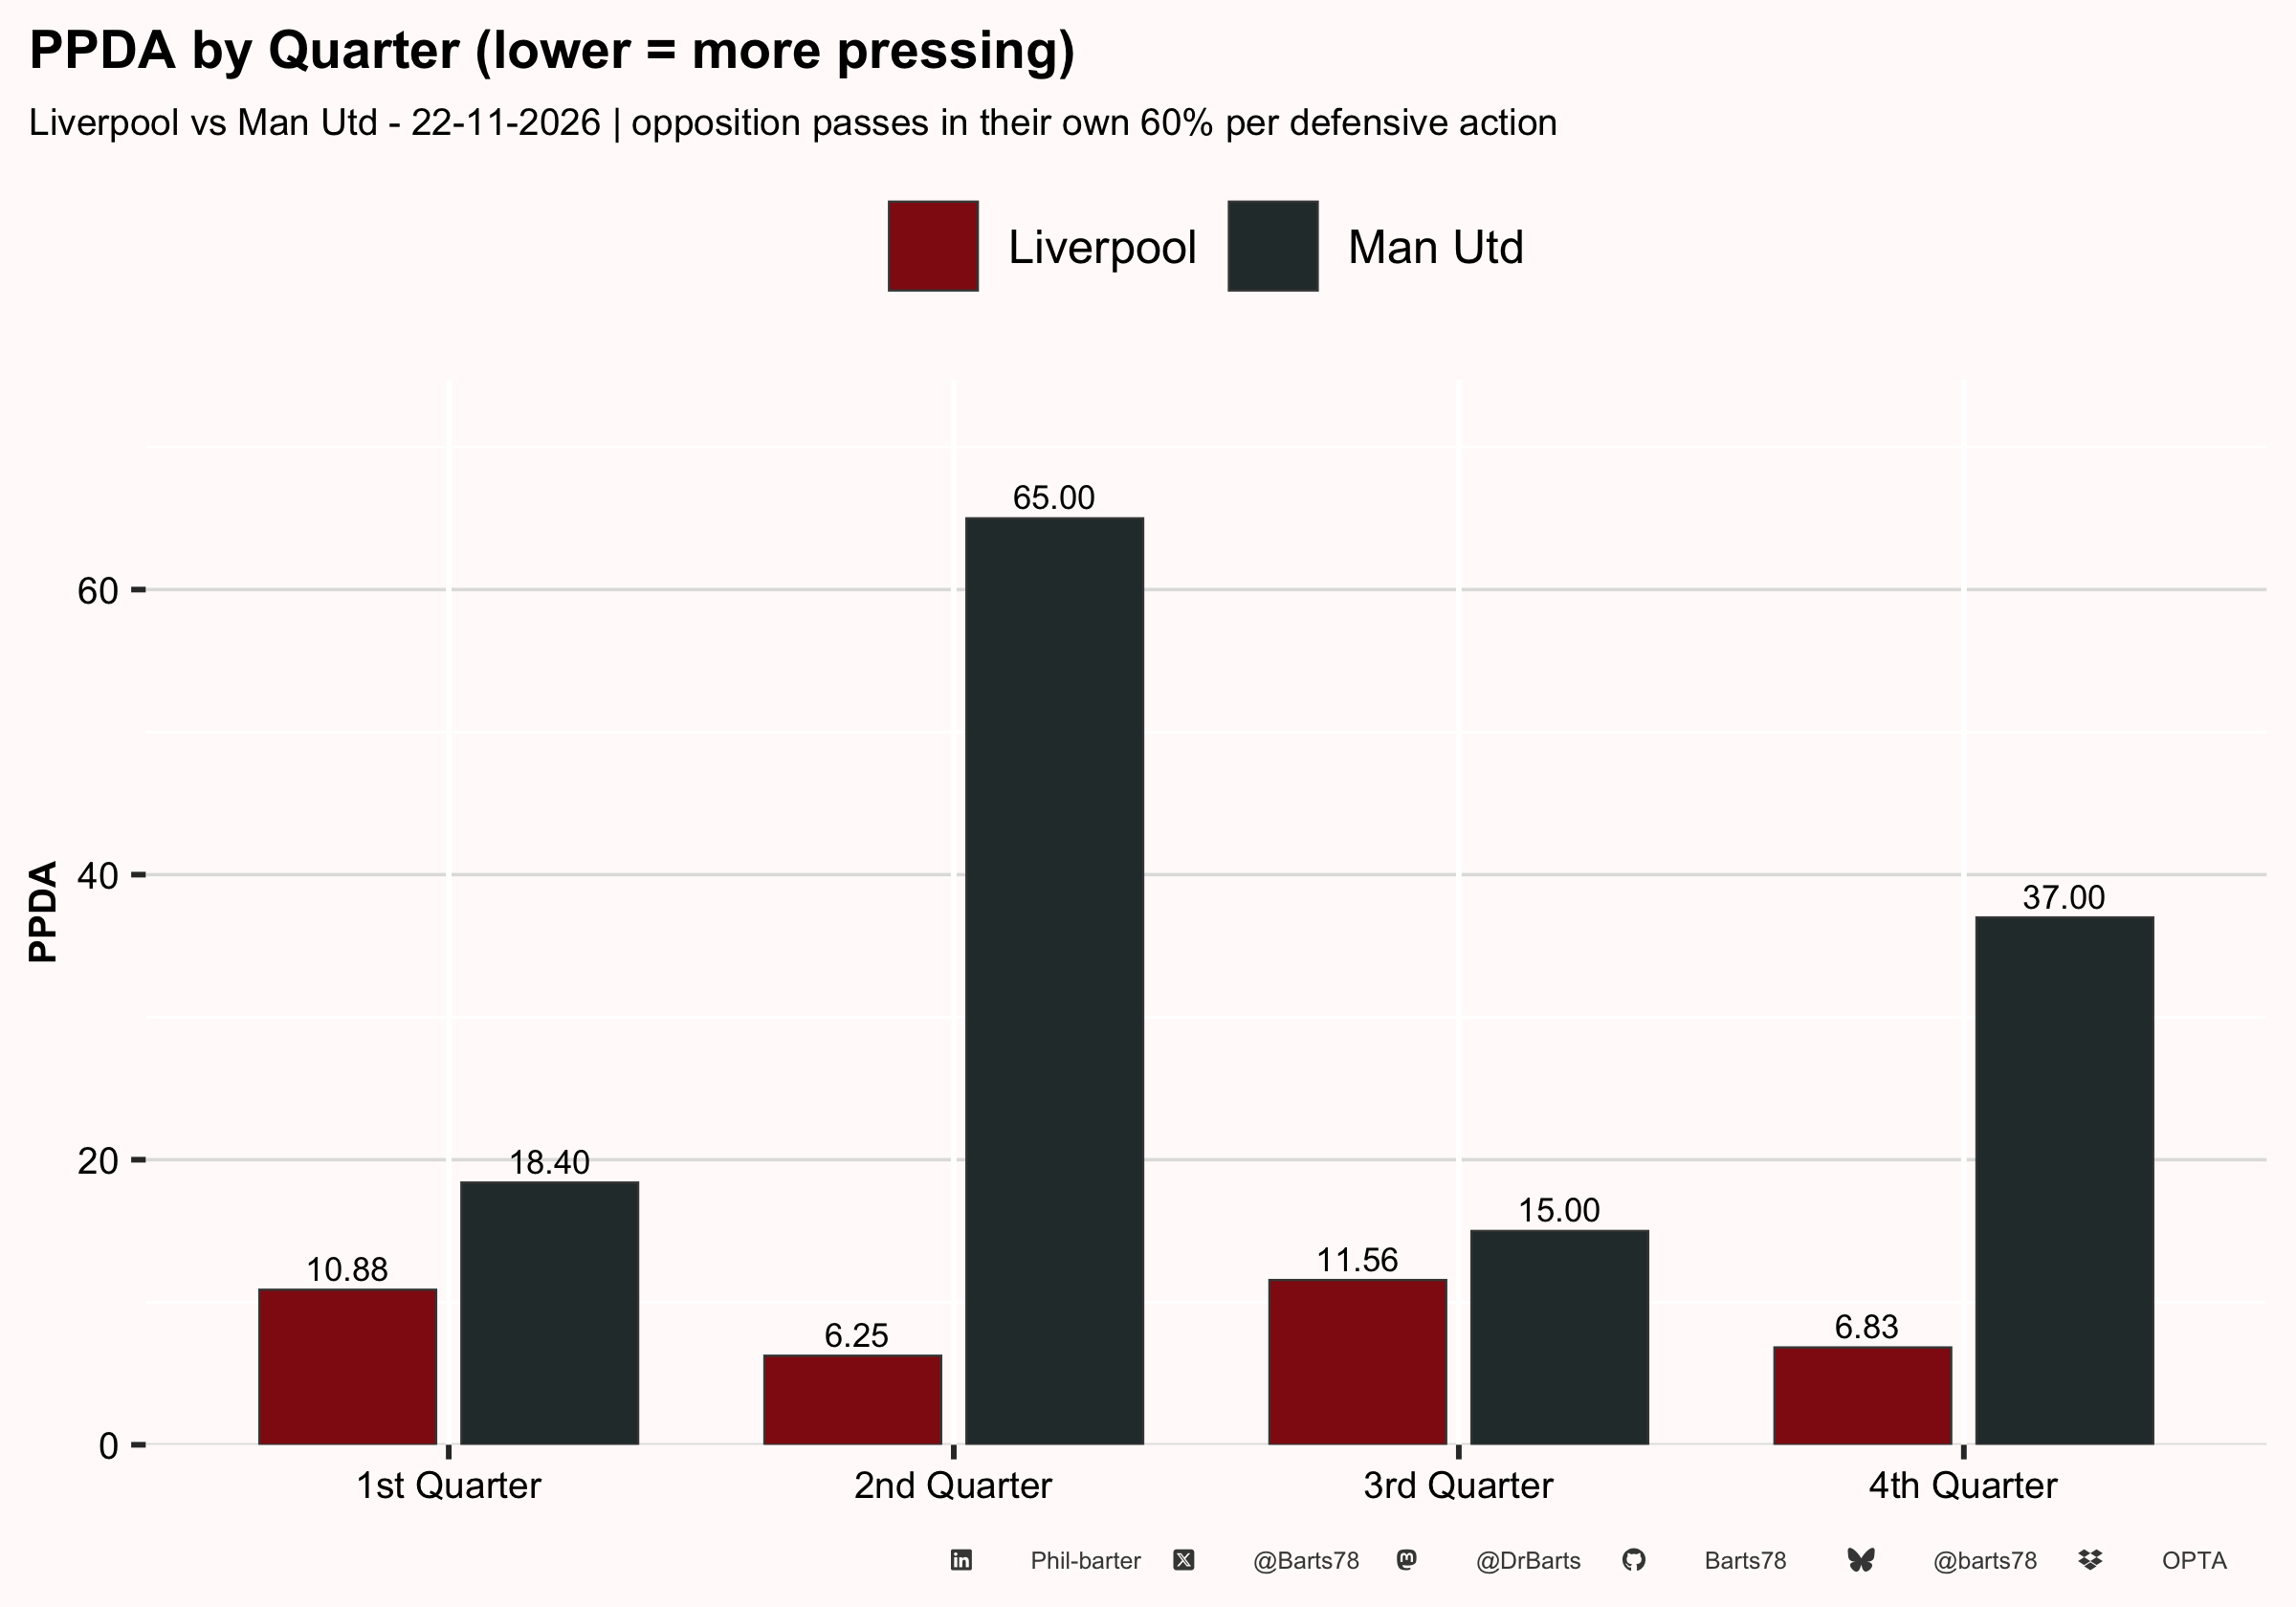 PPDA by Quarter (lower = more pressing)
Liverpool vs Man Utd - 22-11-2026 | opposition passes in their own 60% per defensive action
Liverpool Man Utd
65.00
60
PPDA
40
37.00
20
18.40
15.00
11.56
10.88
6.83
6.25
0
1st Quarter 2nd Quarter 3rd Quarter 4th Quarter
Phil-barter @Barts78 @DrBarts Barts78 @barts78 OPTA